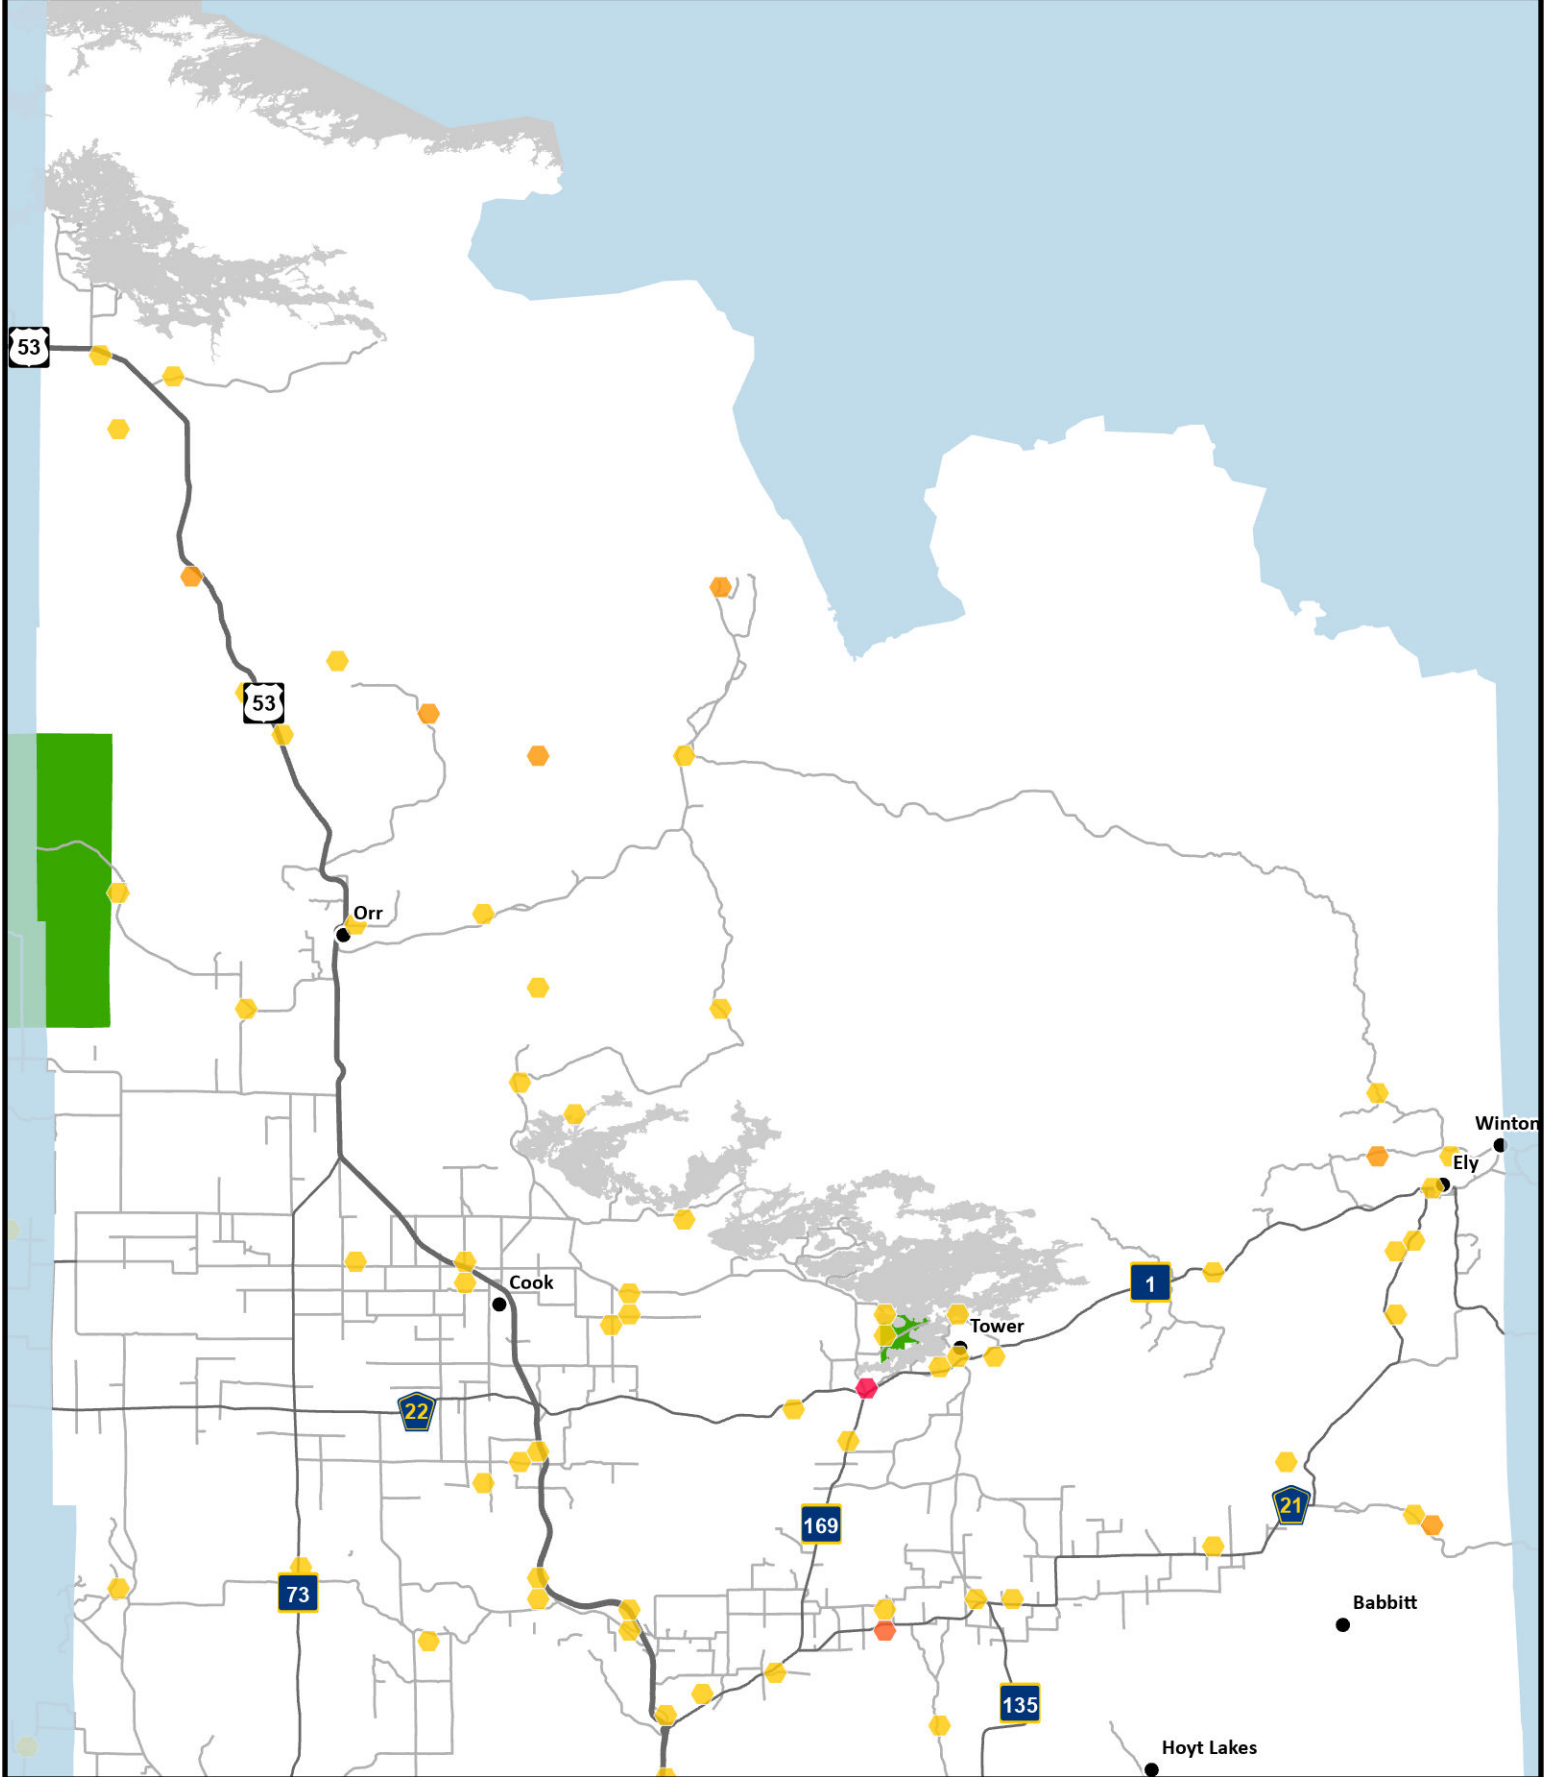 53
53
Orr
Winton
Ely
Cook
1
Tower
22
21
169
73
Babbitt
135
Hoyt Lakes